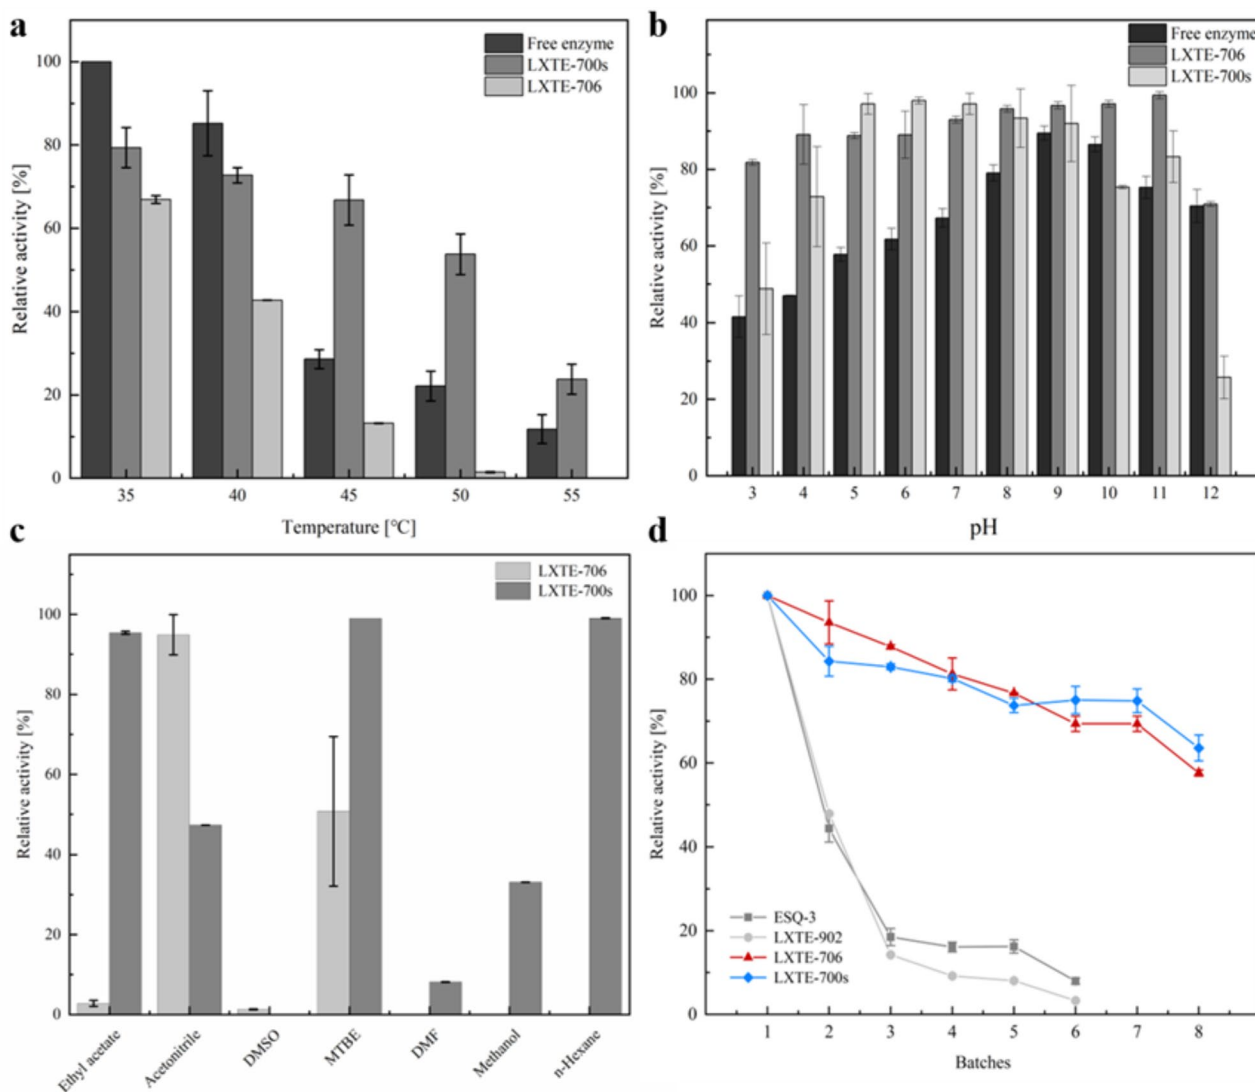 a
Free enzyme
LXTE-700s
LXTE-706
Relative activity [%]
100
80
60
40
20
0
35 40 45 50 55
Temperature [°C]
b
Free enzyme
LXTE-706
LXTE-700s
Relative activity [%]
100
80
60
40
20
0
3 4 5 6 7 8 9 10 11 12
pH
c
LXTE-706
LXTE-700s
Relative activity [%]
100
80
60
40
20
0
Ethyl acetate Acetonitrile DMSO MTBE DMF Methanol n-Hexane
d
Relative activity [%]
100
80
60
40
20
0
ESQ-3
LXTE-902
LXTE-706
LXTE-700s
1 2 3 4 5 6 7 8
Batches